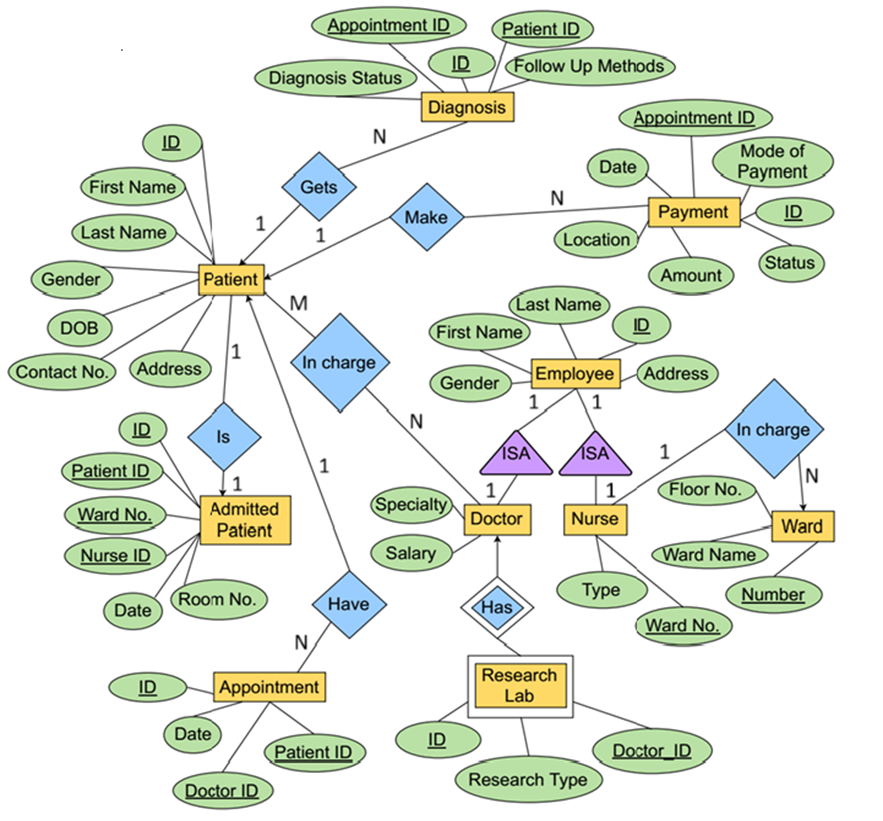 Appointment ID
Patient ID
ID
Follow Up Methods
Diagnosis Status
Diagnosis
N
Gets
1
ID
First Name
Last Name
Gender
DOB
Contact No.
Address
Patient
Appointment ID
Mode of
Payment
Date
Payment
ID
Location
Amount
Status
N
Make
1
M
In charge
N
Last Name
First Name
ID
Employee
Gender
Address
1
1
ISA
ISA
1
1
In charge
1
N
Floor No.
Ward
Ward Name
Number
Specialty
Doctor
Salary
Nurse
Type
Ward No.
1
Is
1
ID
Patient ID
Ward No.
Nurse ID
Date
Room No.
Admitted
Patient
1
Have
N
Has
Appointment
ID
Date
Patient ID
Doctor ID
Research
Lab
ID
Research Type
Doctor_ID